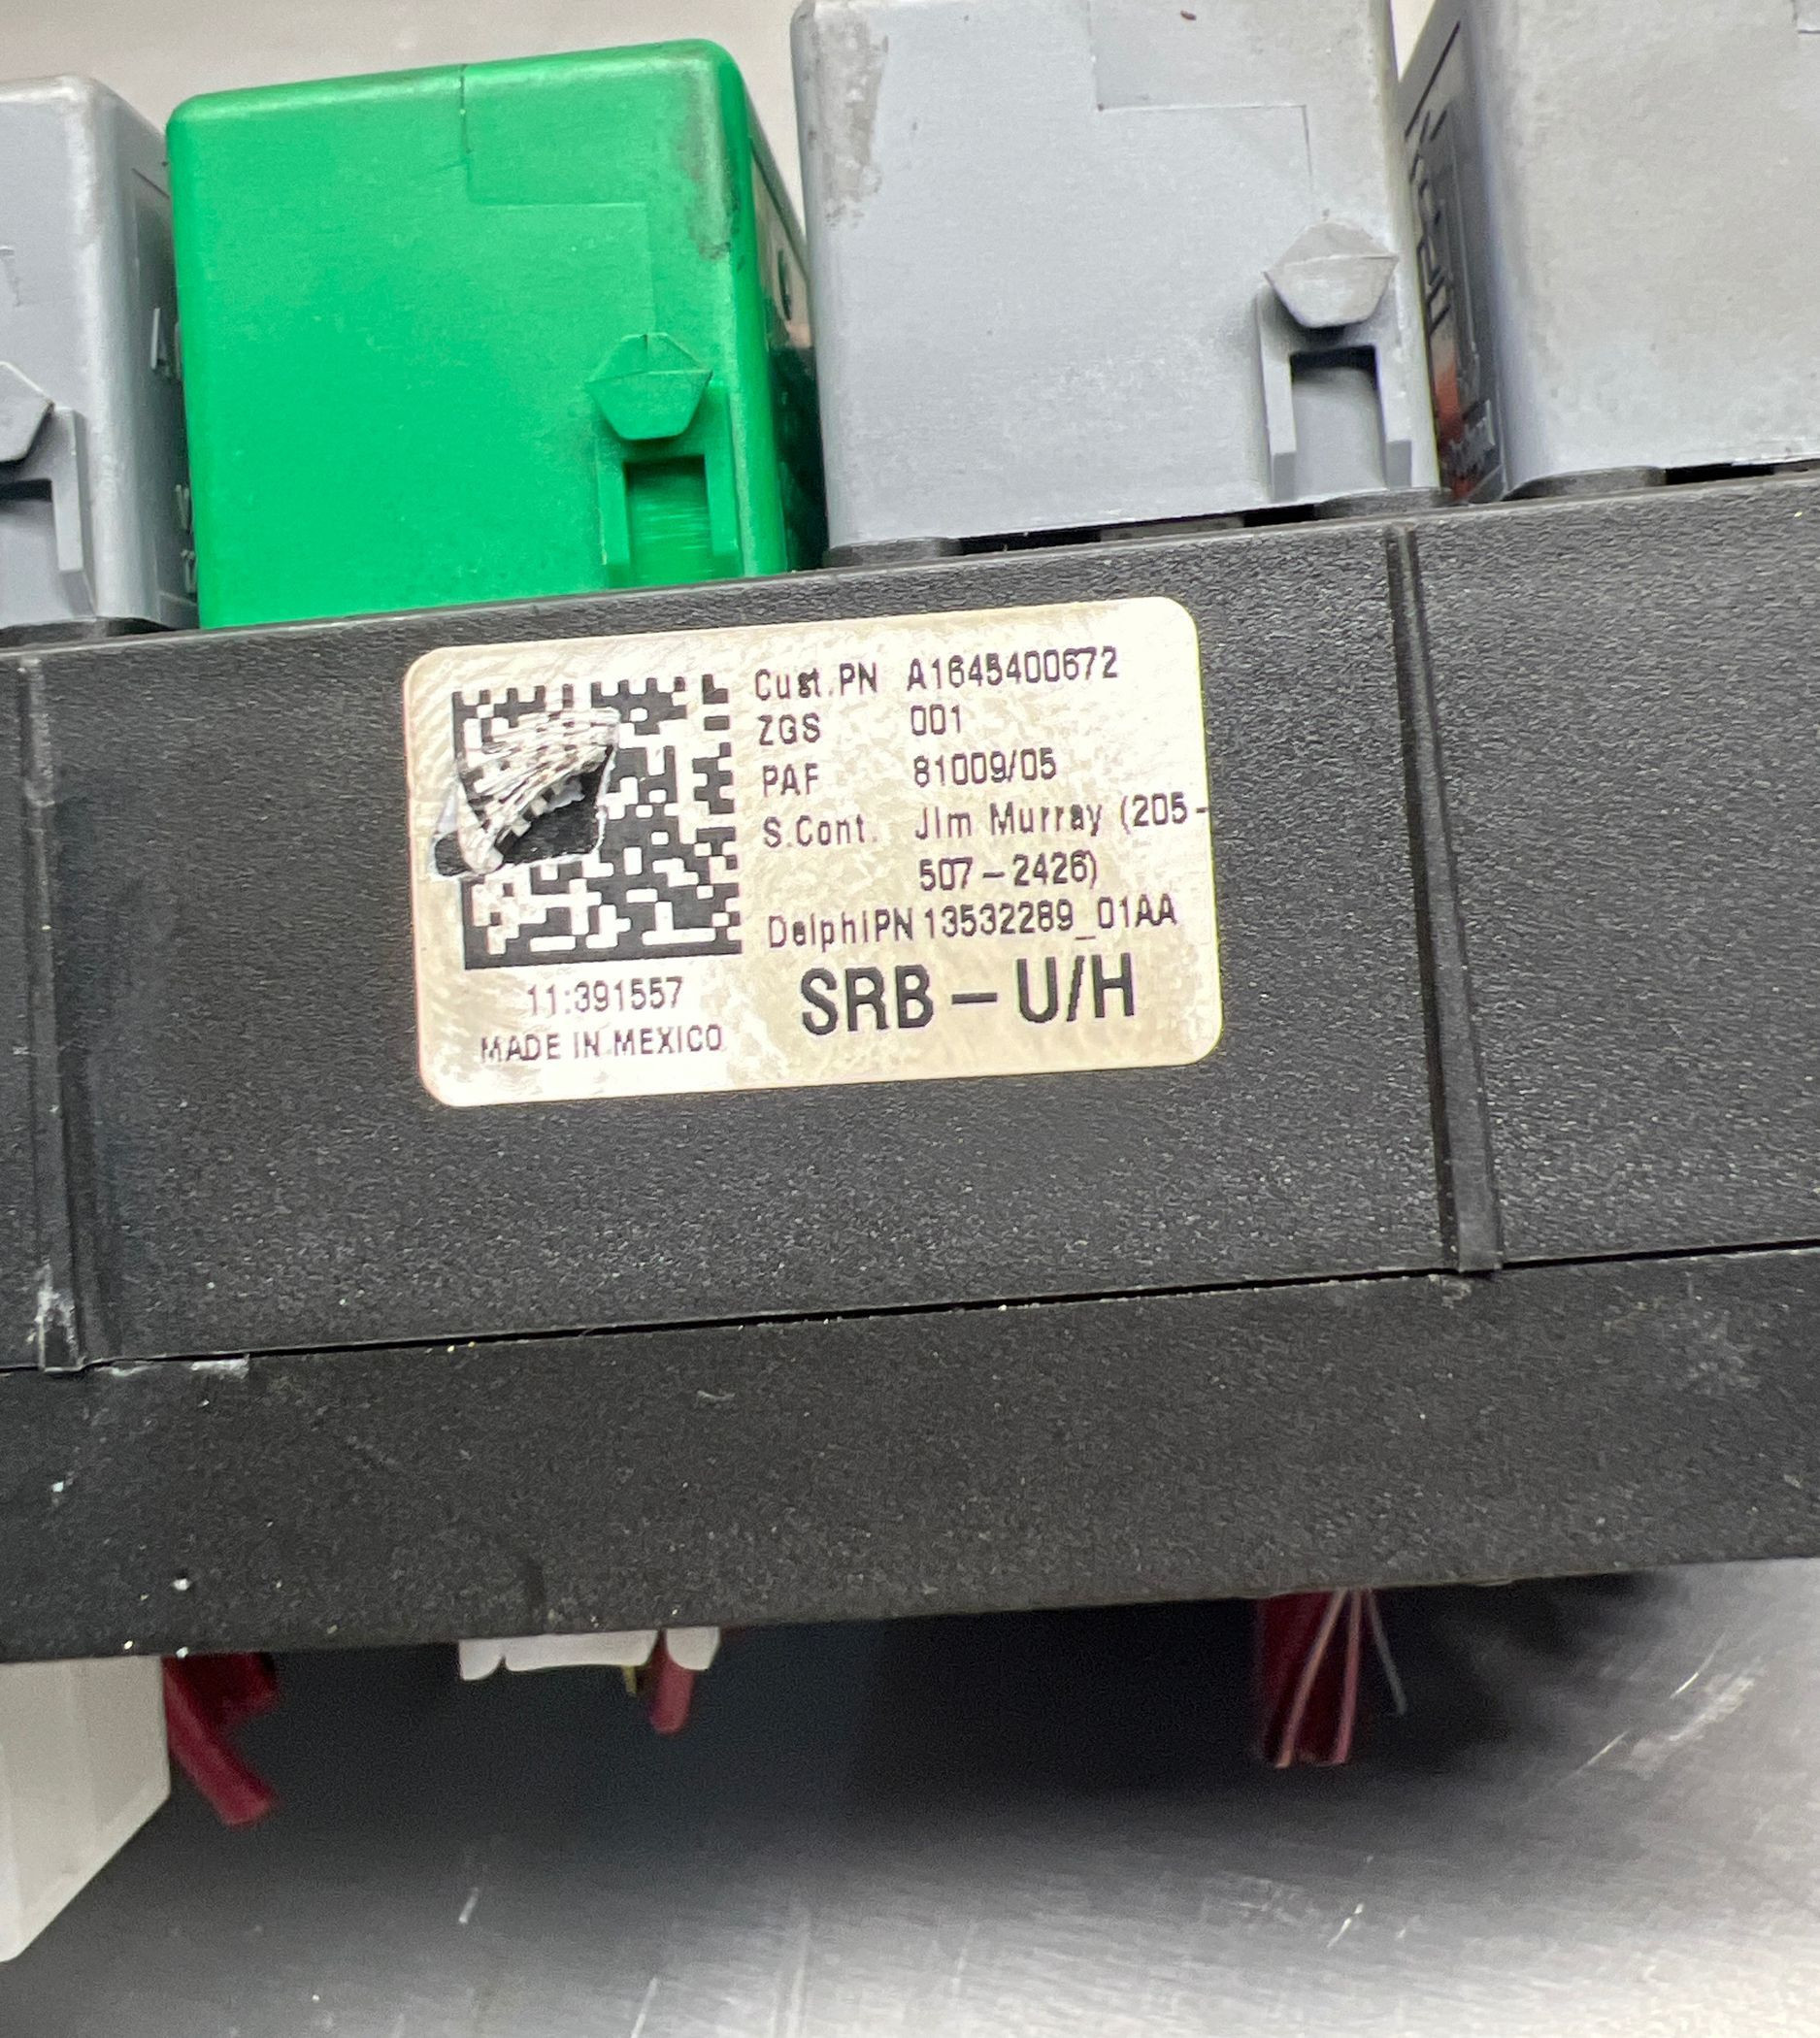 Cust.PN A1645400672
ZGS 001
PAF 81009/05
S.Cont. Jim Murray (205-
507-2426)
DelphiPN 13532289_01AA
SRB-U/H
11:391557
MADE IN MEXICO